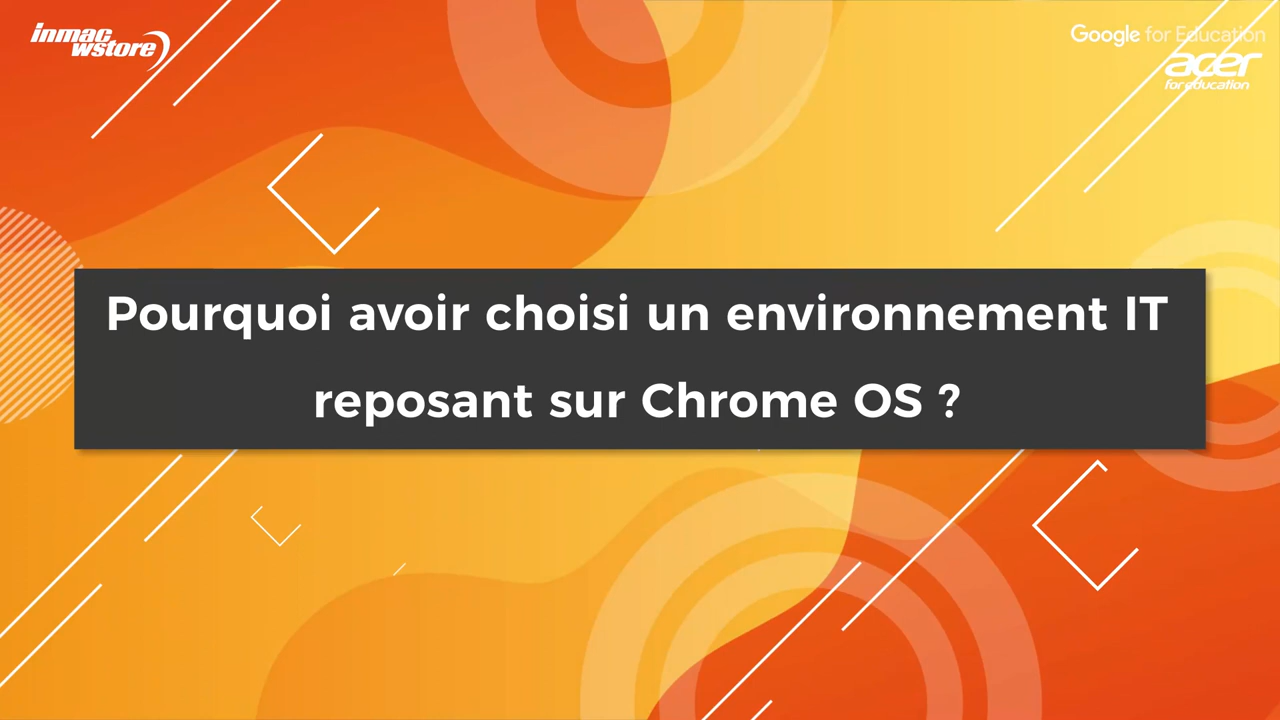 inmac
wstore
Google for Education
acer
for education
Pourquoi avoir choisi un environnement IT
reposant sur Chrome OS ?